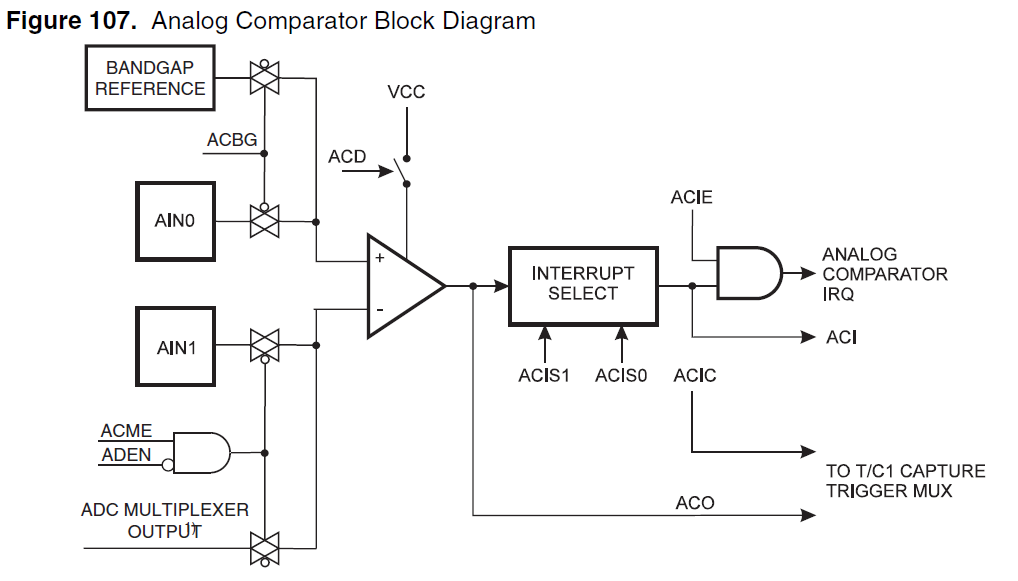 Figure 107. Analog Comparator Block Diagram
BANDGAP
REFERENCE
VCC
ACBG
ACD
AIN0
ACIE
+
INTERRUPT
SELECT
ANALOG
COMPARATOR
IRQ
-
AIN1
ACI
ACIS1 ACIS0 ACIC
ACME
ADEN
TO T/C1 CAPTURE
TRIGGER MUX
ADC MULTIPLEXER
OUTPUT 1)
ACO